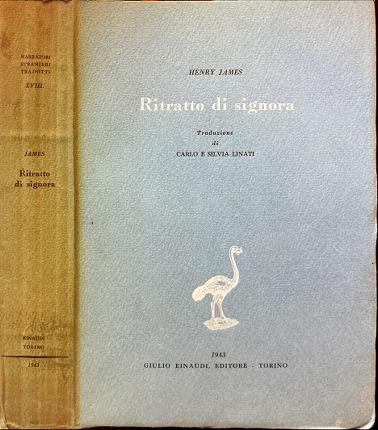 NARRATORI
STRANIERI
TRADOTTI
XVIII.
JAMES
Ritratto
di signora
EINAUDI
TORINO
1943
HENRY JAMES
Ritratto di signora
Traduzione
di
CARLO E SILVIA LINATI
1943
GIULIO EINAUDI, EDITORE - TORINO